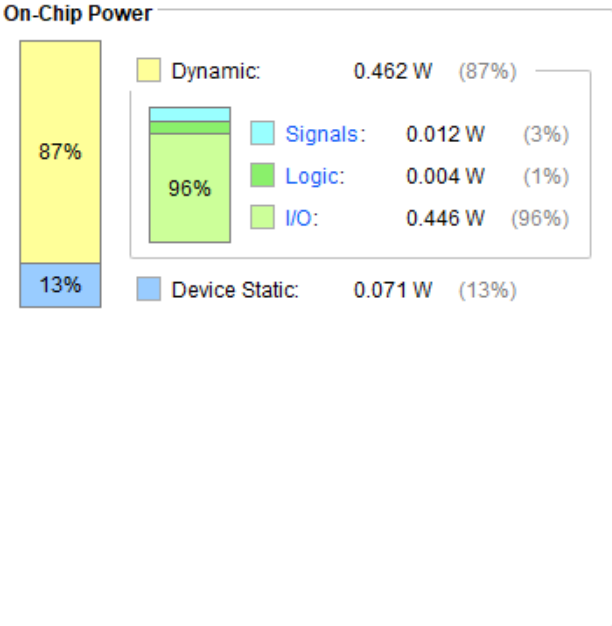 On-Chip Power
87%
13%
Dynamic: 0.462 W (87%)
96%
Signals: 0.012 W (3%)
Logic: 0.004 W (1%)
I/O: 0.446 W (96%)
Device Static: 0.071 W (13%)